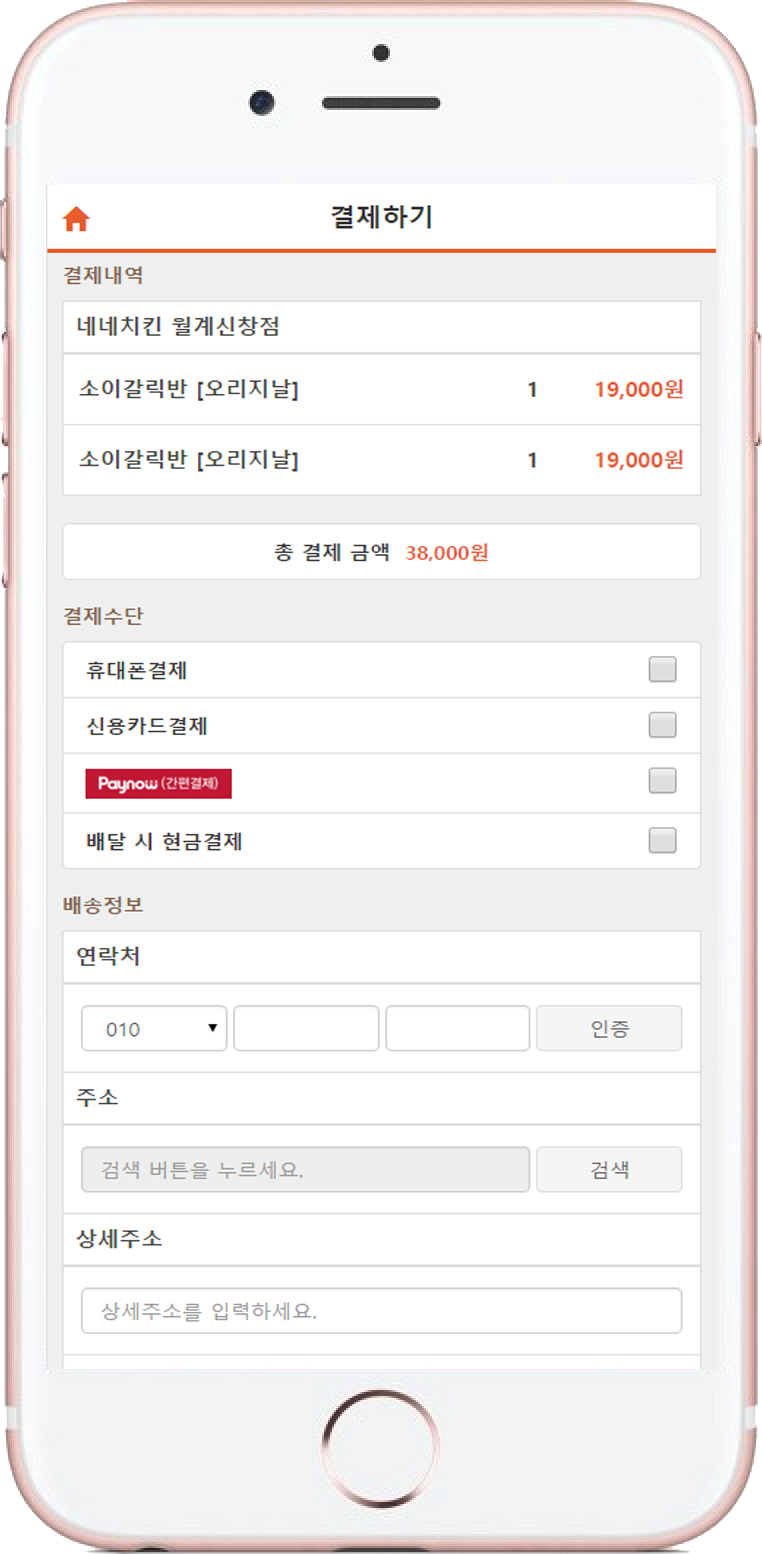 결제하기
결제내역
네네치킨 월계신창점
소이갈릭반 [오리지날] 1 19,000원
소이갈릭반 [오리지날] 1 19,000원
총 결제 금액 38,000원
결제수단
휴대폰결제
신용카드결제
Paynow (간편결제)
배달 시 현금결제
배송정보
연락처
010 인증
주소
검색 버튼을 누르세요. 검색
상세주소
상세주소를 입력하세요.